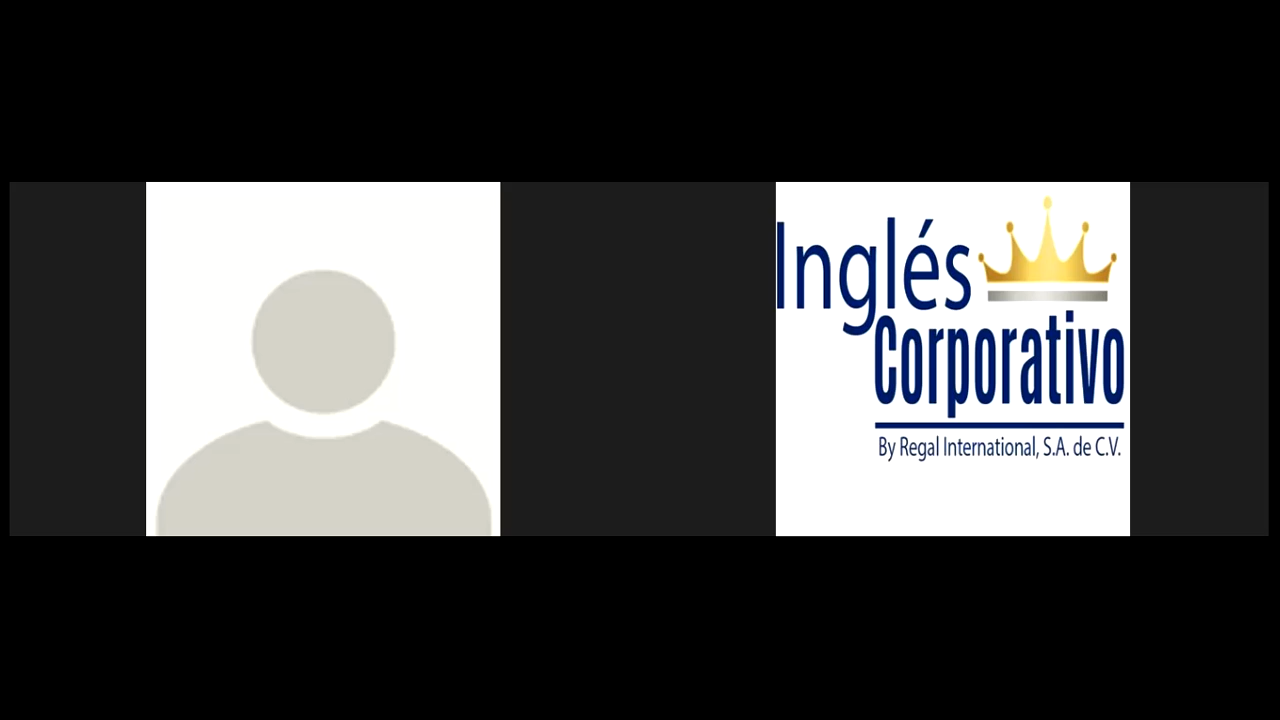 Inglés
Corporativo
By Regal International, S.A. de C.V.